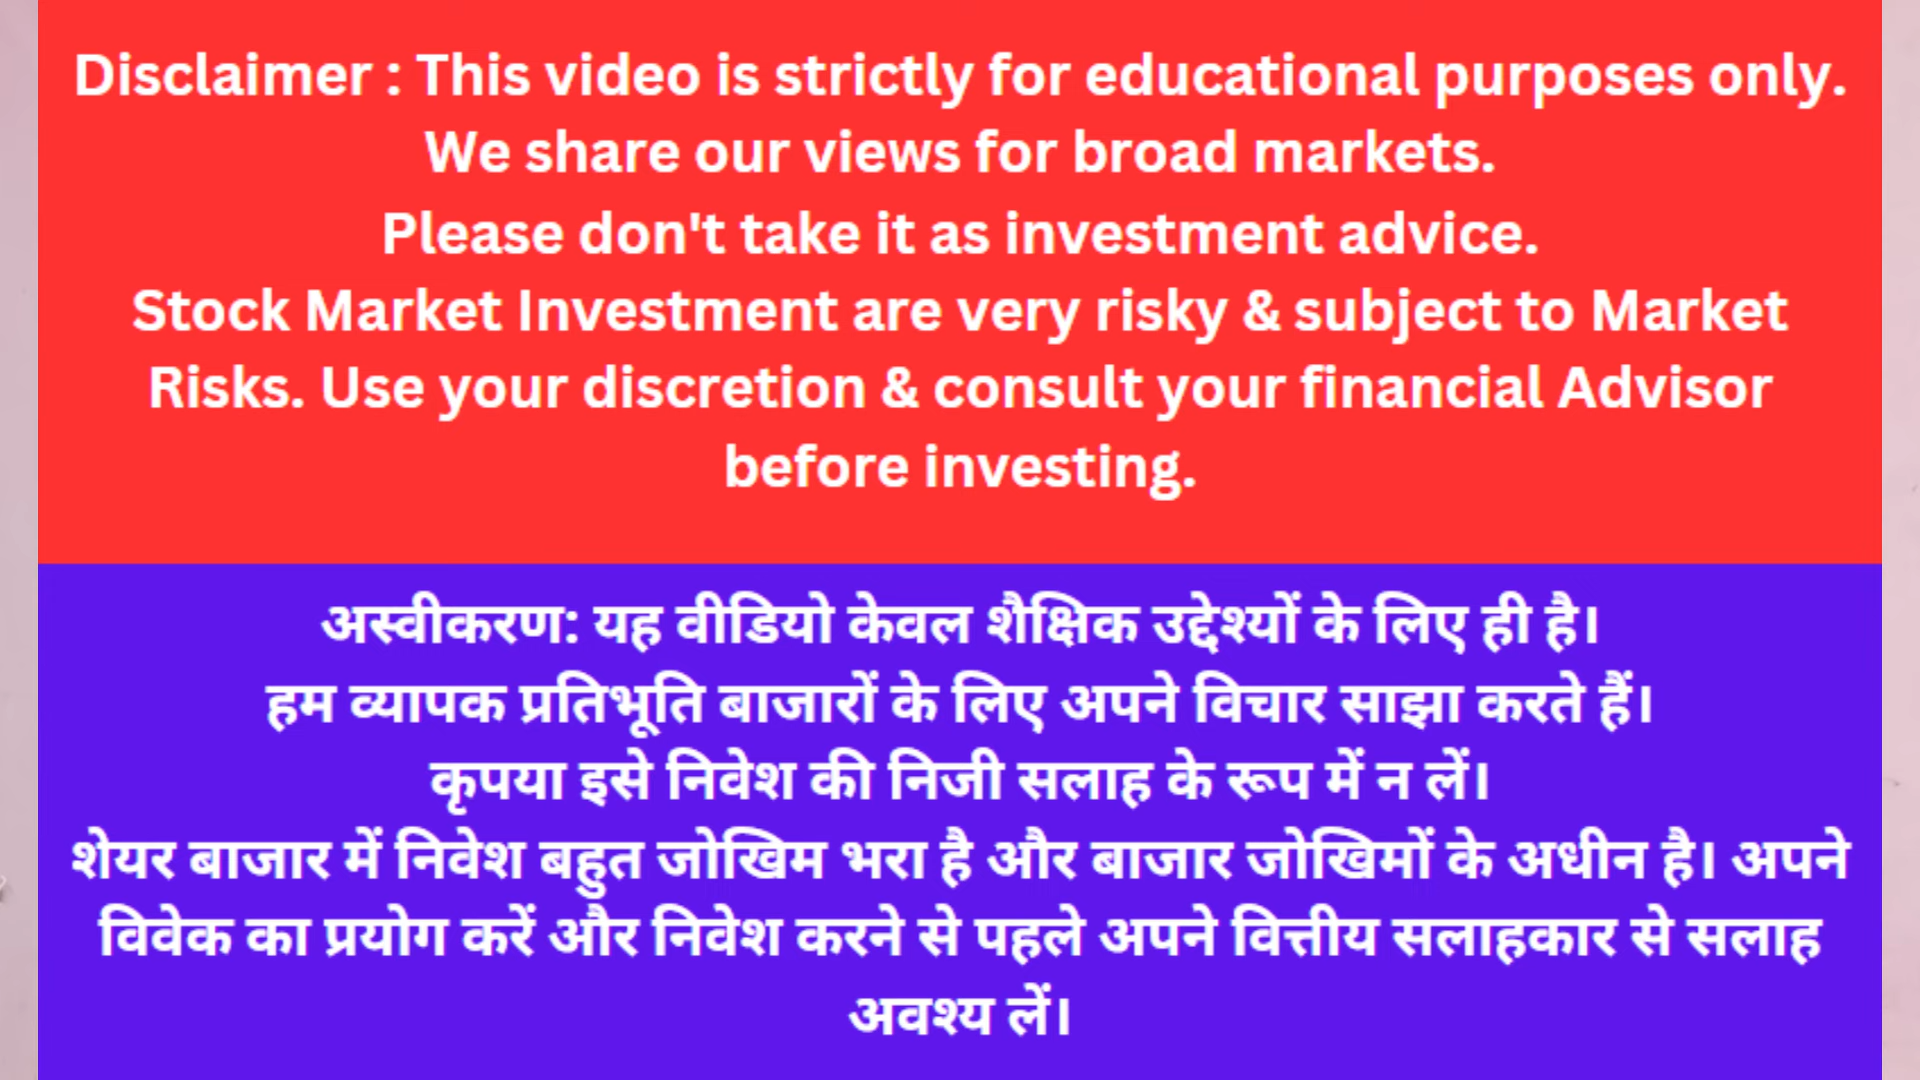 Disclaimer : This video is strictly for educational purposes only.
We share our views for broad markets.
Please don't take it as investment advice.
Stock Market Investment are very risky & subject to Market
Risks. Use your discretion & consult your financial Advisor
before investing.
अस्वीकरण: यह वीडियो केवल शैक्षिक उद्देश्यों के लिए ही है।
हम व्यापक प्रतिभूति बाजारों के लिए अपने विचार साझा करते हैं।
कृपया इसे निवेश की निजी सलाह के रूप में न लें।
शेयर बाजार में निवेश बहुत जोखिम भरा है और बाजार जोखिमों के अधीन है। अपने
विवेक का प्रयोग करें और निवेश करने से पहले अपने वित्तीय सलाहकार से सलाह
अवश्य लें।